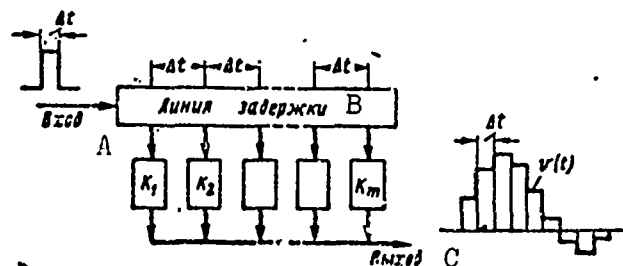 Δt
Δt Δt Δt
Линия задержки B
Вход
A
K₁ K₂ Km
Выход
Δt
v(t)
C